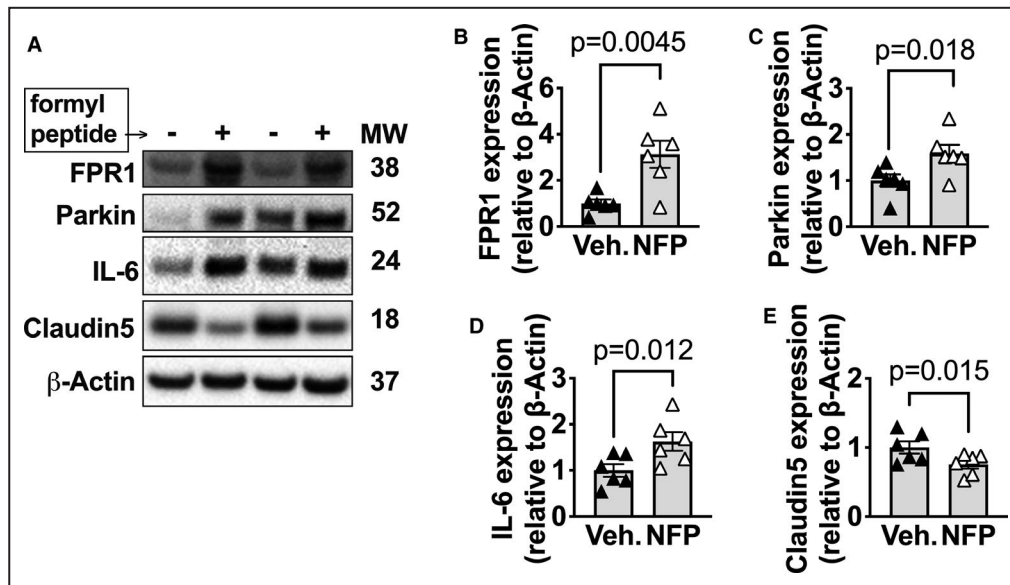 A
formyl
peptide
- + - + MW
FPR1 38
Parkin 52
IL-6 24
Claudin5 18
β-Actin 37
B
p=0.0045
FPR1 expression
(relative to β-Actin)
6
4
2
0
Veh. NFP
C
p=0.018
Parkin expression
(relative to β-Actin)
3
2
1
0
Veh. NFP
D
p=0.012
IL-6 expression
(relative to β-Actin)
3
2
1
0
Veh. NFP
E
p=0.015
Claudin5 expression
(relative to β-Actin)
2
1
0
Veh. NFP